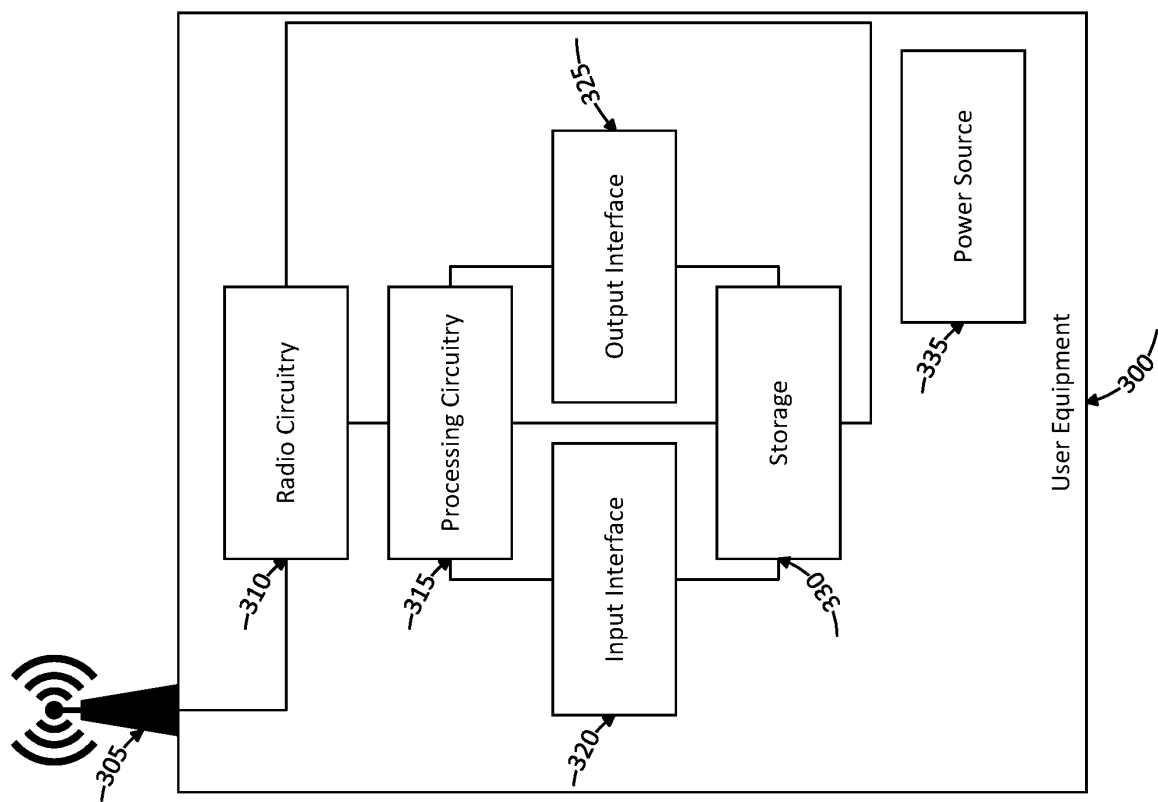 305
310
Radio Circuitry
315
Processing Circuitry
320
Input Interface
325
Output Interface
330
Storage
335
Power Source
User Equipment
300